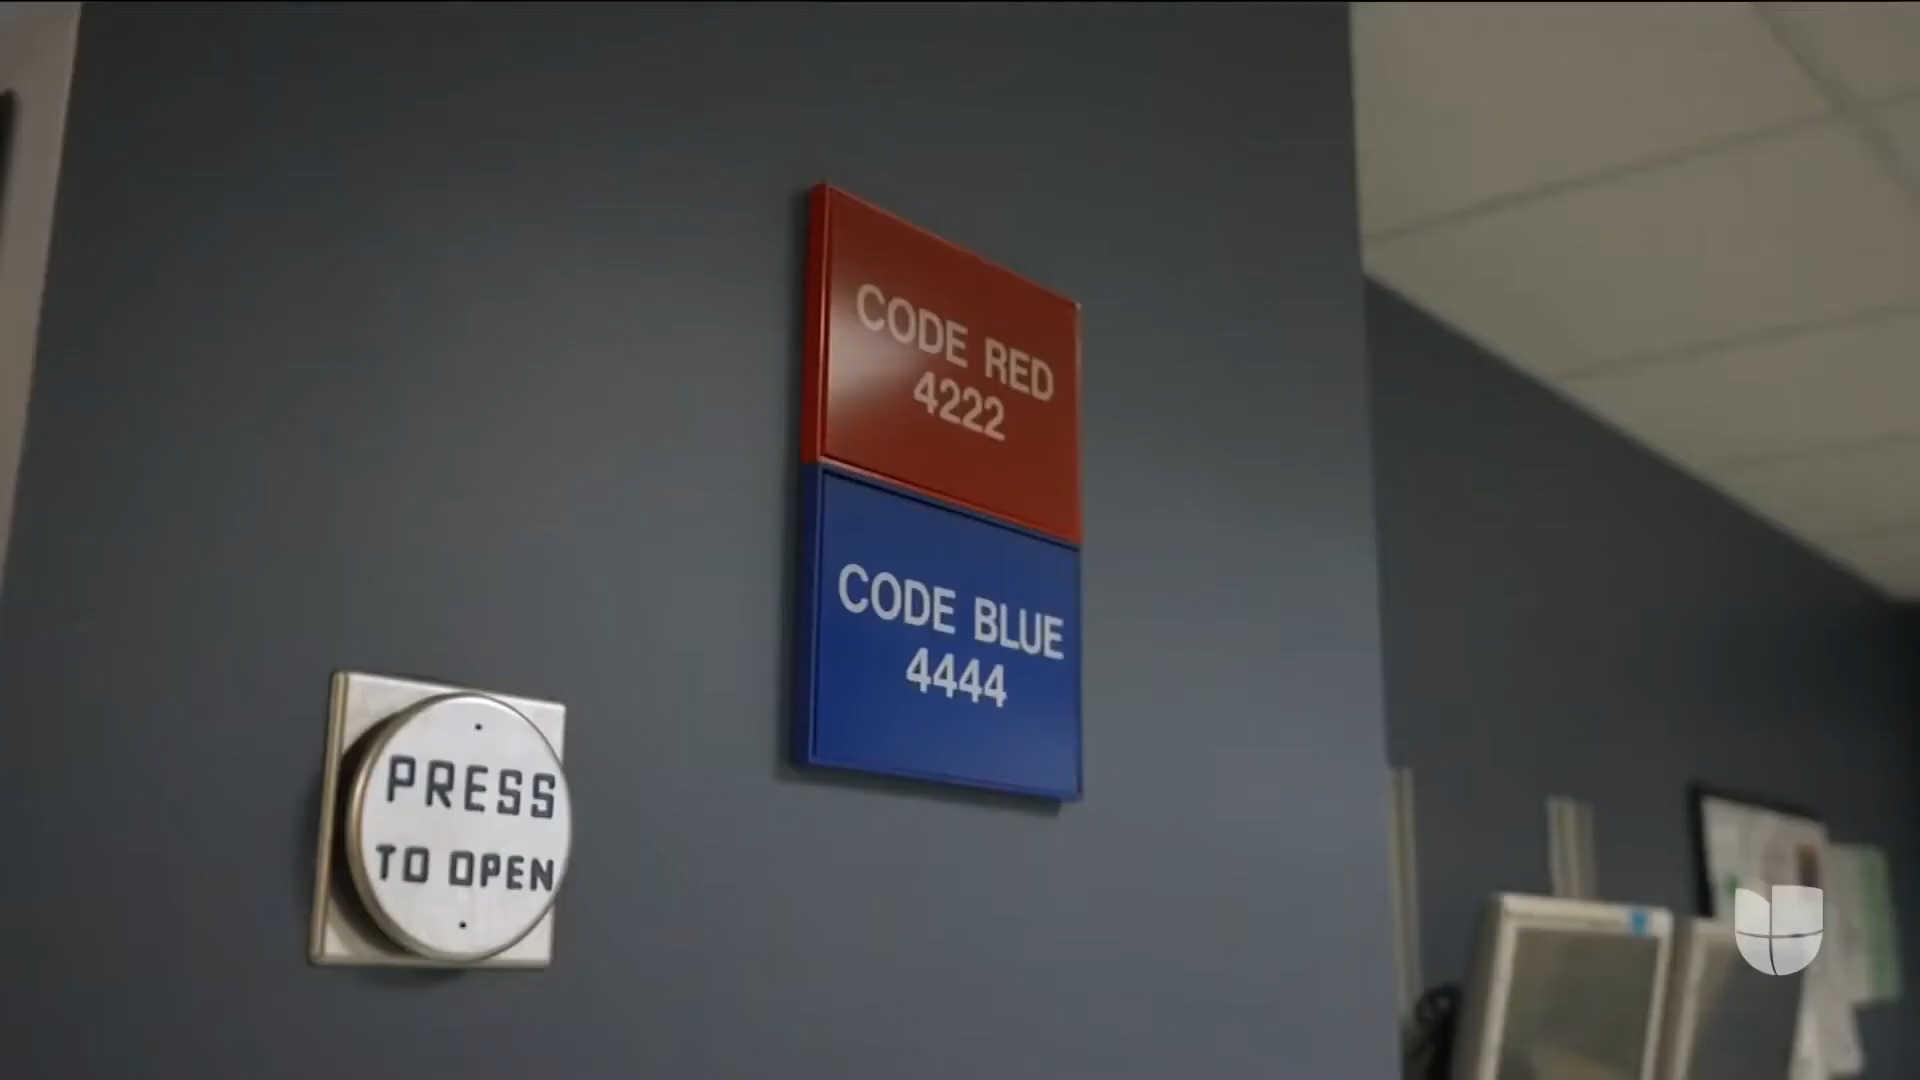 CODE RED
4222
CODE BLUE
4444
PRESS
TO OPEN